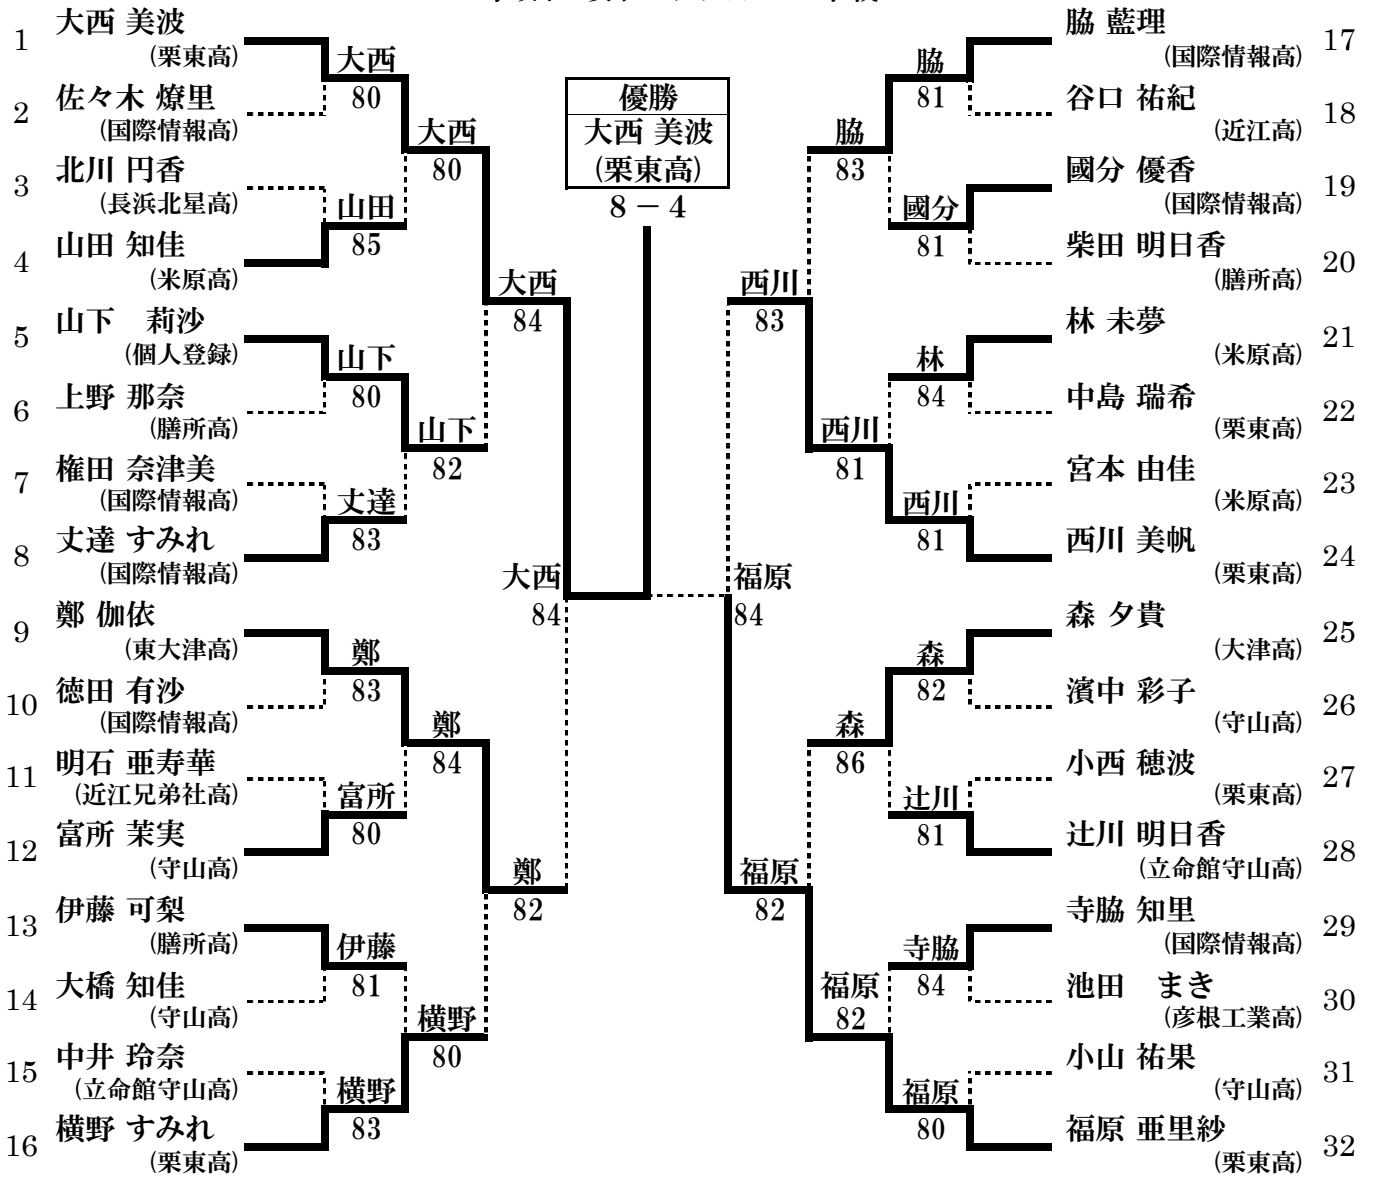 1 大西 美波
(栗東高)
2 佐々木 燎里
(国際情報高)
3 北川 円香
(長浜北星高)
4 山田 知佳
(米原高)
5 山下 莉沙
(個人登録)
6 上野 那奈
(膳所高)
7 権田 奈津美
(国際情報高)
8 丈達 すみれ
(国際情報高)
9 鄭 伽依
(東大津高)
10 徳田 有沙
(国際情報高)
11 明石 亜寿華
(近江兄弟社高)
12 富所 茉実
(守山高)
13 伊藤 可梨
(膳所高)
14 大橋 知佳
(守山高)
15 中井 玲奈
(立命館守山高)
16 横野 すみれ
(栗東高)
大西
80
山田
85
山下
80
丈達
83
鄭
83
富所
80
伊藤
81
横野
83
大西
80
山下
82
鄭
84
横野
80
大西
84
鄭
82
大西
84
優勝
大西 美波
(栗東高)
8 − 4
福原
84
西川
83
福原
82
脇
83
西川
81
森
86
福原
82
脇
81
國分
81
林
84
西川
81
森
82
辻川
81
寺脇
84
福原
80
脇 藍理 17
(国際情報高)
谷口 祐紀 18
(近江高)
國分 優香 19
(国際情報高)
柴田 明日香 20
(膳所高)
林 未夢 21
(米原高)
中島 瑞希 22
(栗東高)
宮本 由佳 23
(米原高)
西川 美帆 24
(栗東高)
森 夕貴 25
(大津高)
濱中 彩子 26
(守山高)
小西 穂波 27
(栗東高)
辻川 明日香 28
(立命館守山高)
寺脇 知里 29
(国際情報高)
池田 まき 30
(彦根工業高)
小山 祐果 31
(守山高)
福原 亜里紗 32
(栗東高)